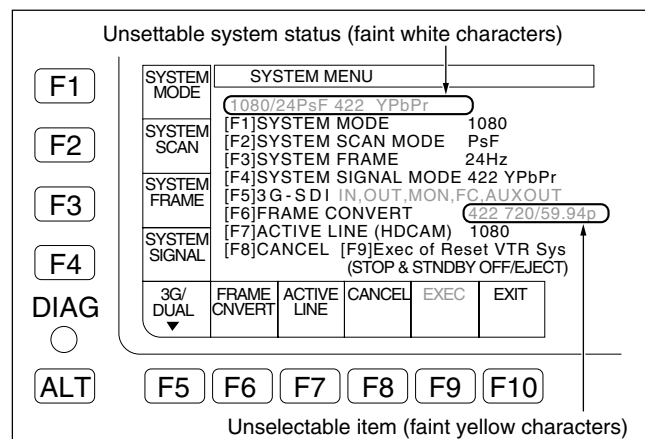 Unsettable system status (faint white characters)
F1
F2
F3
F4
DIAG
ALT
SYSTEM MODE
SYSTEM SCAN
SYSTEM FRAME
SYSTEM SIGNAL
SYSTEM MENU
1080/24PsF 422 YPbPr
[F1]SYSTEM MODE 1080
[F2]SYSTEM SCAN MODE PsF
[F3]SYSTEM FRAME 24Hz
[F4]SYSTEM SIGNAL MODE 422 YPbPr
[F5]3G-SDI IN,OUT,MON,FC,AUXOUT
[F6]FRAME CONVERT 422 720/59.94p
[F7]ACTIVE LINE (HDCAM) 1080
[F8]CANCEL [F9]Exec of Reset VTR Sys
(STOP & STNDBY OFF/EJECT)
3G/ DUAL ▼
FRAME CNVERT
ACTIVE LINE
CANCEL
EXEC
EXIT
F5 F6 F7 F8 F9 F10
Unselectable item (faint yellow characters)